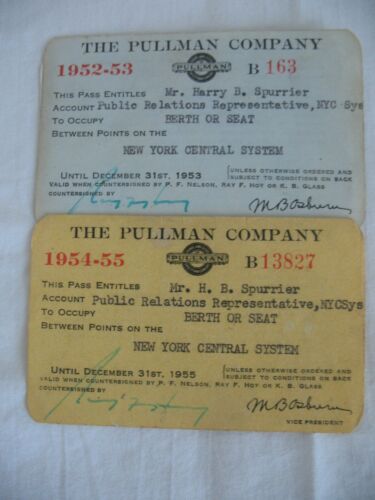 THE PULLMAN COMPANY
1952-53 PULLMAN B 163
THIS PASS ENTITLES Mr. Harry B. Spurrier
ACCOUNT Public Relations Representative, NYC Sys
TO OCCUPY BERTH OR SEAT
BETWEEN POINTS ON THE
NEW YORK CENTRAL SYSTEM
UNTIL DECEMBER 31ST, 1953 UNLESS OTHERWISE ORDERED AND
SUBJECT TO CONDITIONS ON BACK
VALID WHEN COUNTERSIGNED BY P. F. NELSON, RAY F. HOY OR K. B. GLASS
COUNTERSIGNED BY M B Osburn
THE PULLMAN COMPANY
1954-55 PULLMAN B 13827
THIS PASS ENTITLES Mr. H. B. Spurrier
ACCOUNT Public Relations Representative, NYCSys
TO OCCUPY BERTH OR SEAT
BETWEEN POINTS ON THE
NEW YORK CENTRAL SYSTEM
UNTIL DECEMBER 31ST, 1955 UNLESS OTHERWISE ORDERED AND
SUBJECT TO CONDITIONS ON BACK
VALID WHEN COUNTERSIGNED BY P. F. NELSON, RAY F. HOY OR K. B. GLASS
COUNTERSIGNED BY M B Osburn
VICE PRESIDENT